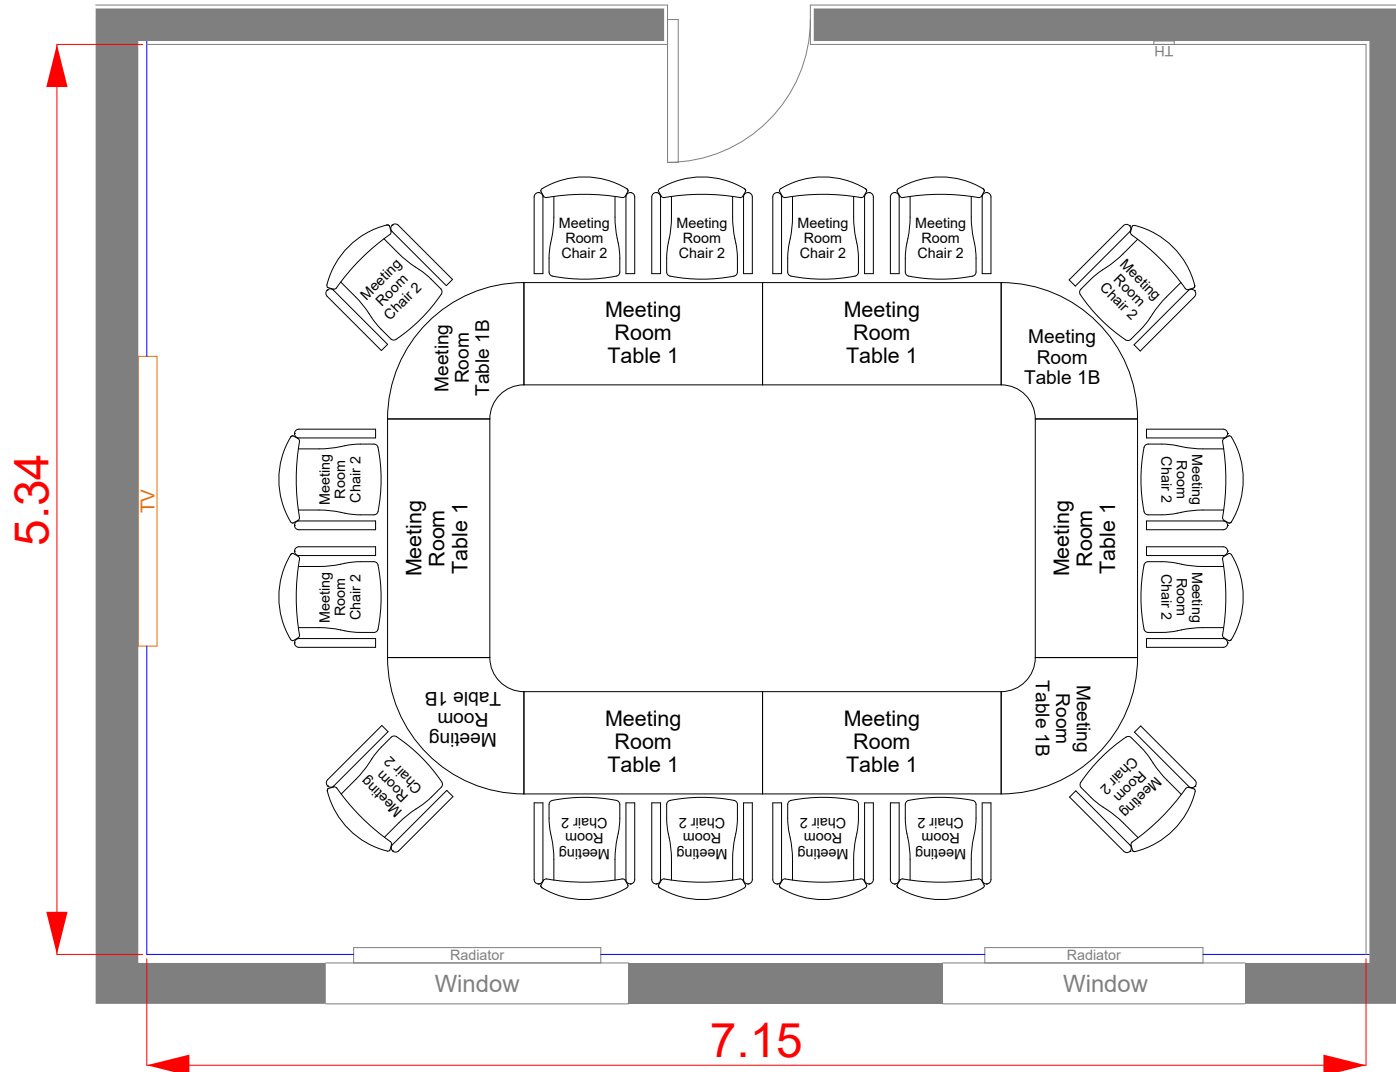 TH
Meeting
Room
Chair 2
Meeting
Room
Chair 2
Meeting
Room
Chair 2
Meeting
Room
Chair 2
Meeting
Room
Chair 2
Meeting
Room
Chair 2
Meeting
Room
Table 1B
Meeting
Room
Table 1
Meeting
Room
Table 1
Meeting
Room
Table 1B
5.34
TV
Meeting
Room
Chair 2
Meeting
Room
Chair 2
Meeting
Room
Table 1
Meeting
Room
Table 1
Meeting
Room
Chair 2
Meeting
Room
Chair 2
Meeting
Room
Table 1B
Meeting
Room
Table 1
Meeting
Room
Table 1
Meeting
Room
Table 1B
Meeting
Room
Chair 2
Meeting
Room
Chair 2
Meeting
Room
Chair 2
Meeting
Room
Chair 2
Meeting
Room
Chair 2
Meeting
Room
Chair 2
Radiator
Radiator
Window
Window
7.15